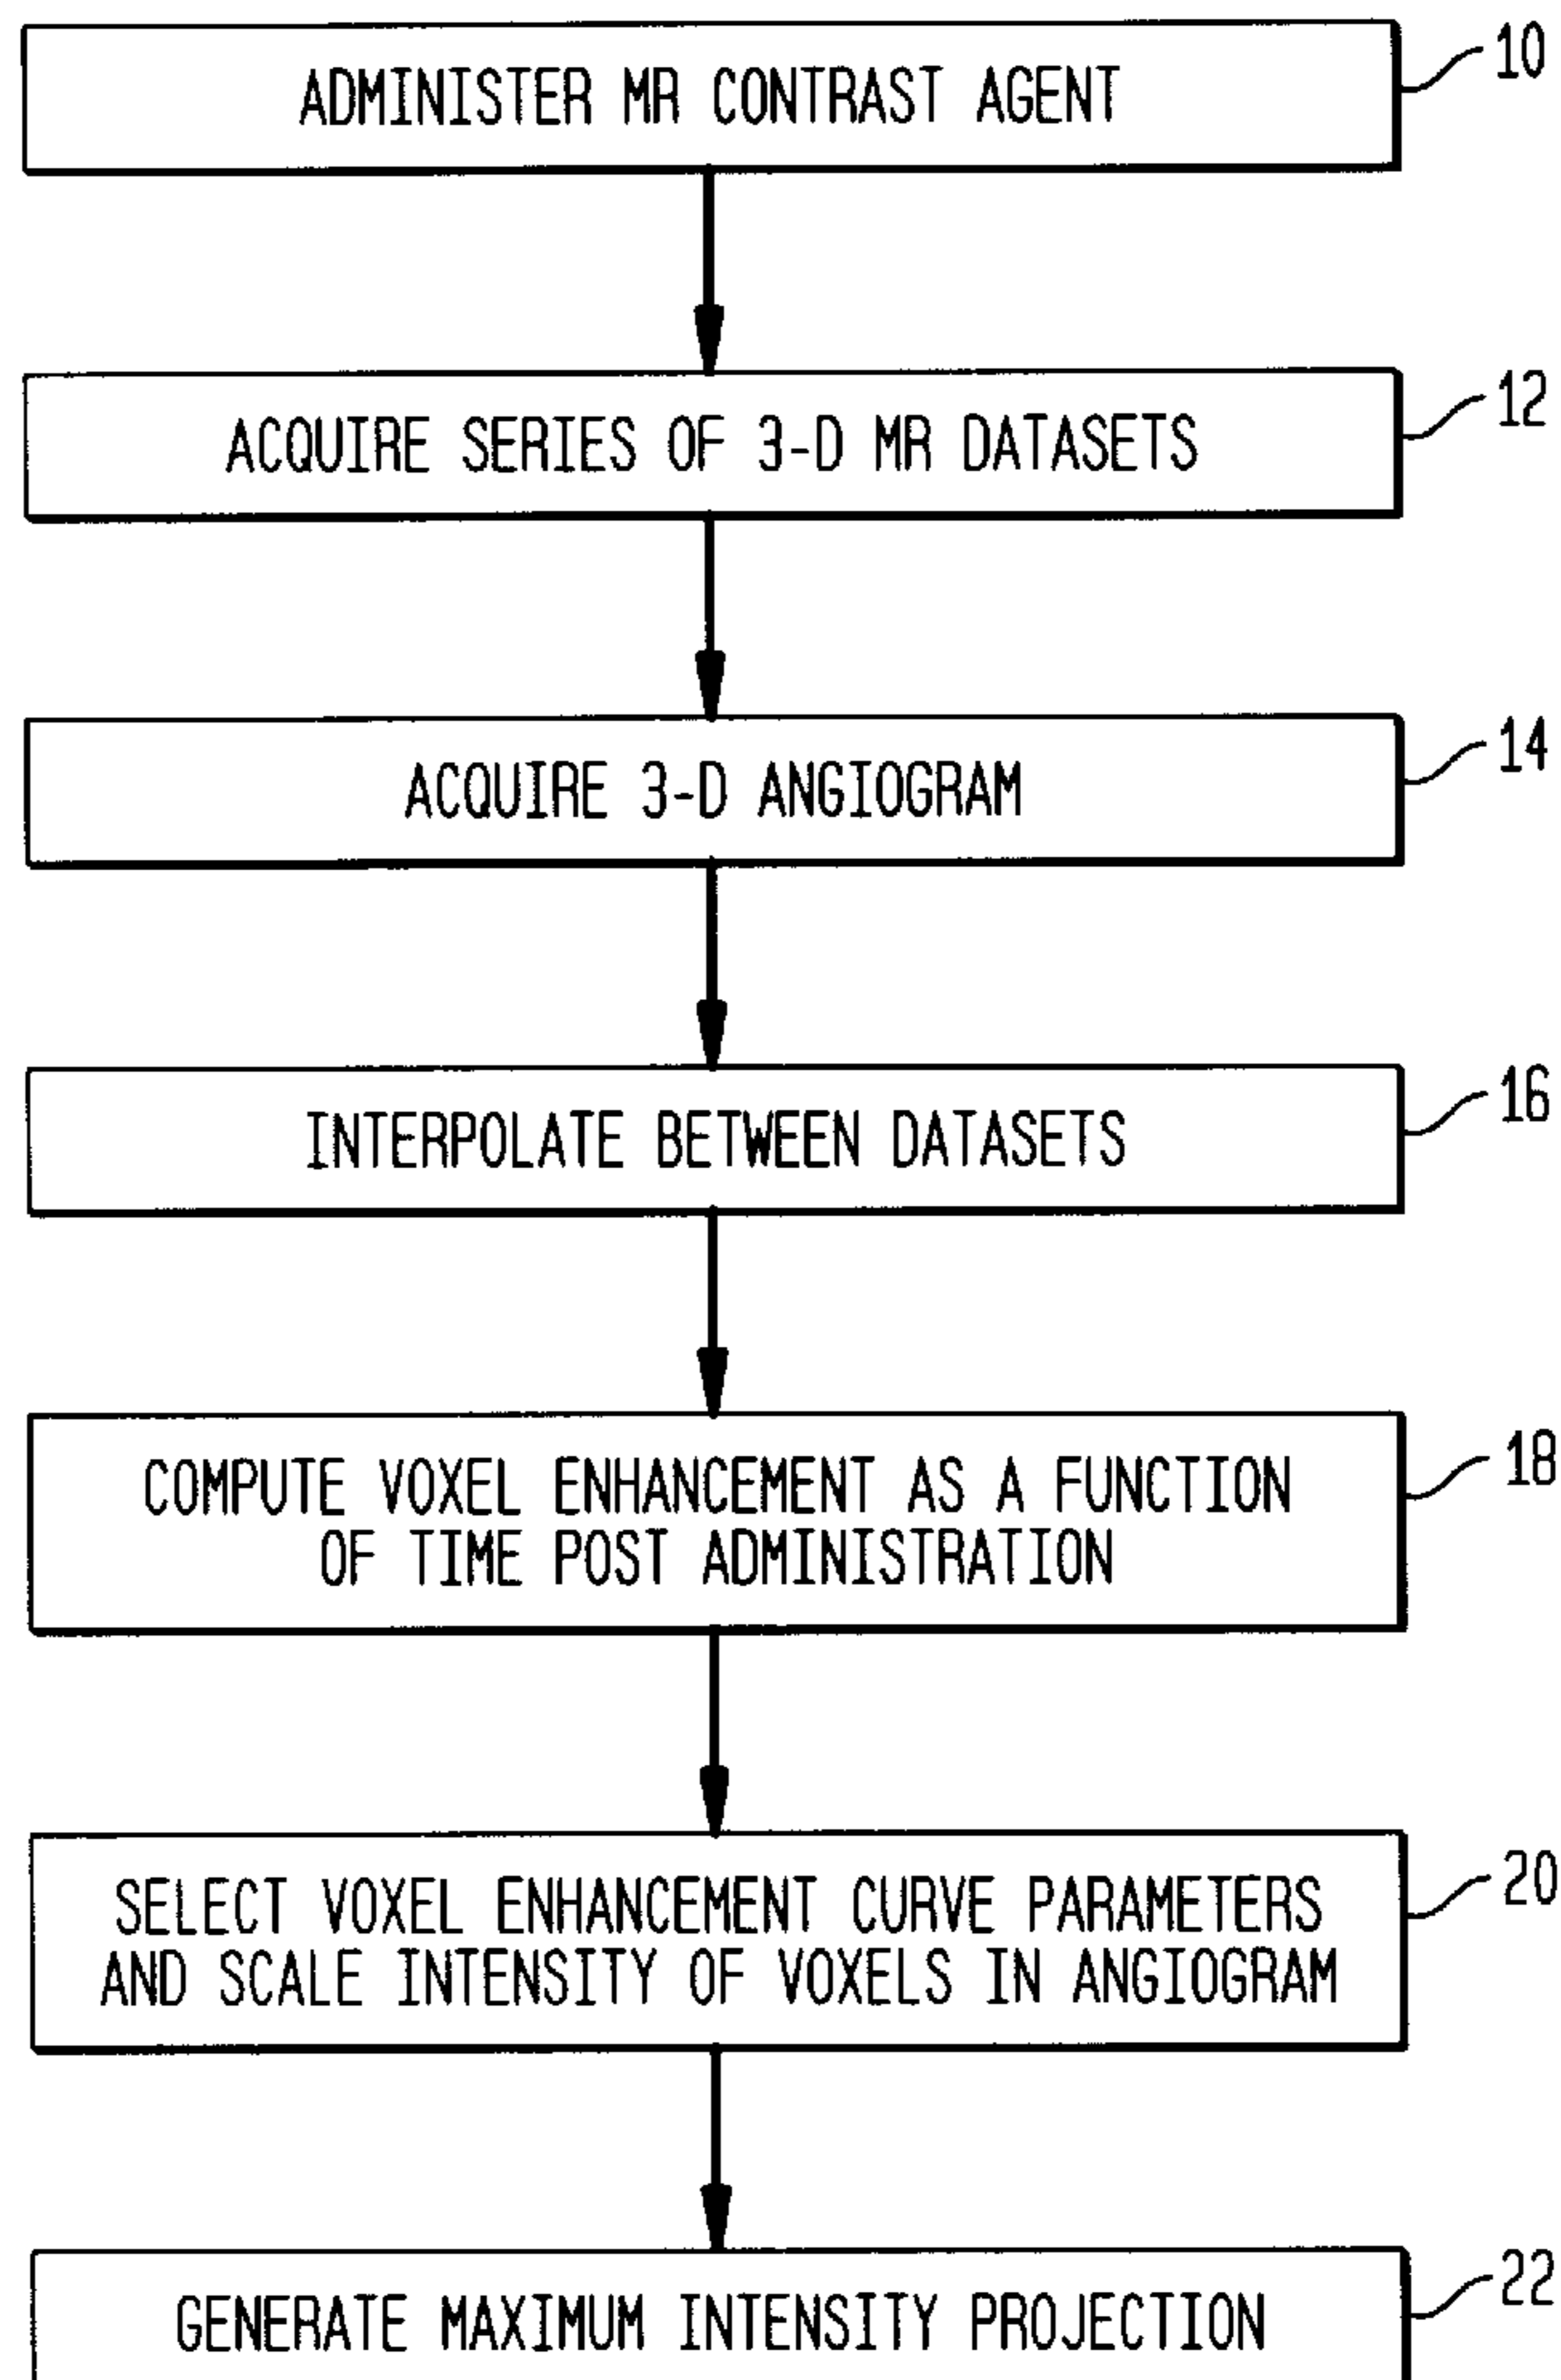 ADMINISTER MR CONTRAST AGENT
10
ACQUIRE SERIES OF 3-D MR DATASETS
12
ACQUIRE 3-D ANGIOGRAM
14
INTERPOLATE BETWEEN DATASETS
16
COMPUTE VOXEL ENHANCEMENT AS A FUNCTION
OF TIME POST ADMINISTRATION
18
SELECT VOXEL ENHANCEMENT CURVE PARAMETERS
AND SCALE INTENSITY OF VOXELS IN ANGIOGRAM
20
GENERATE MAXIMUM INTENSITY PROJECTION
22